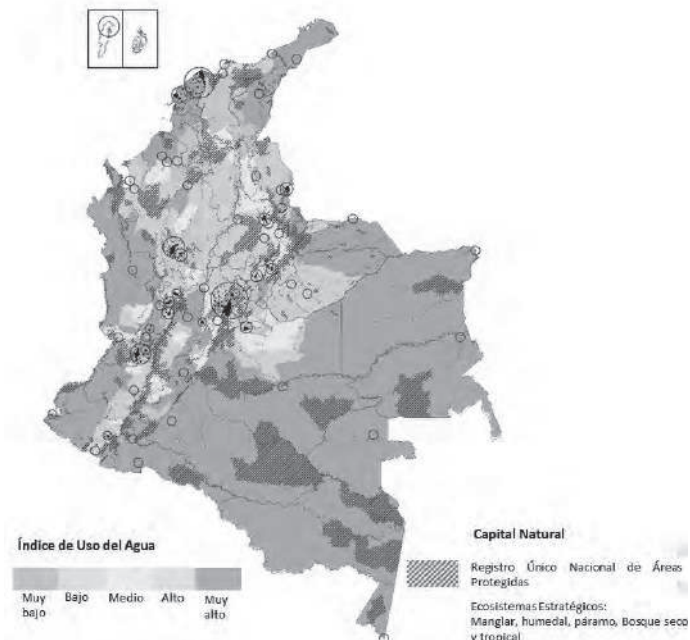 Índice de Uso del Agua
Muy bajo
Bajo
Medio
Alto
Muy alto
Capital Natural
Registro Único Nacional de Áreas
Protegidas
Ecosistemas Estratégicos:
Manglar, humedal, páramo, Bosque seco
y tropical